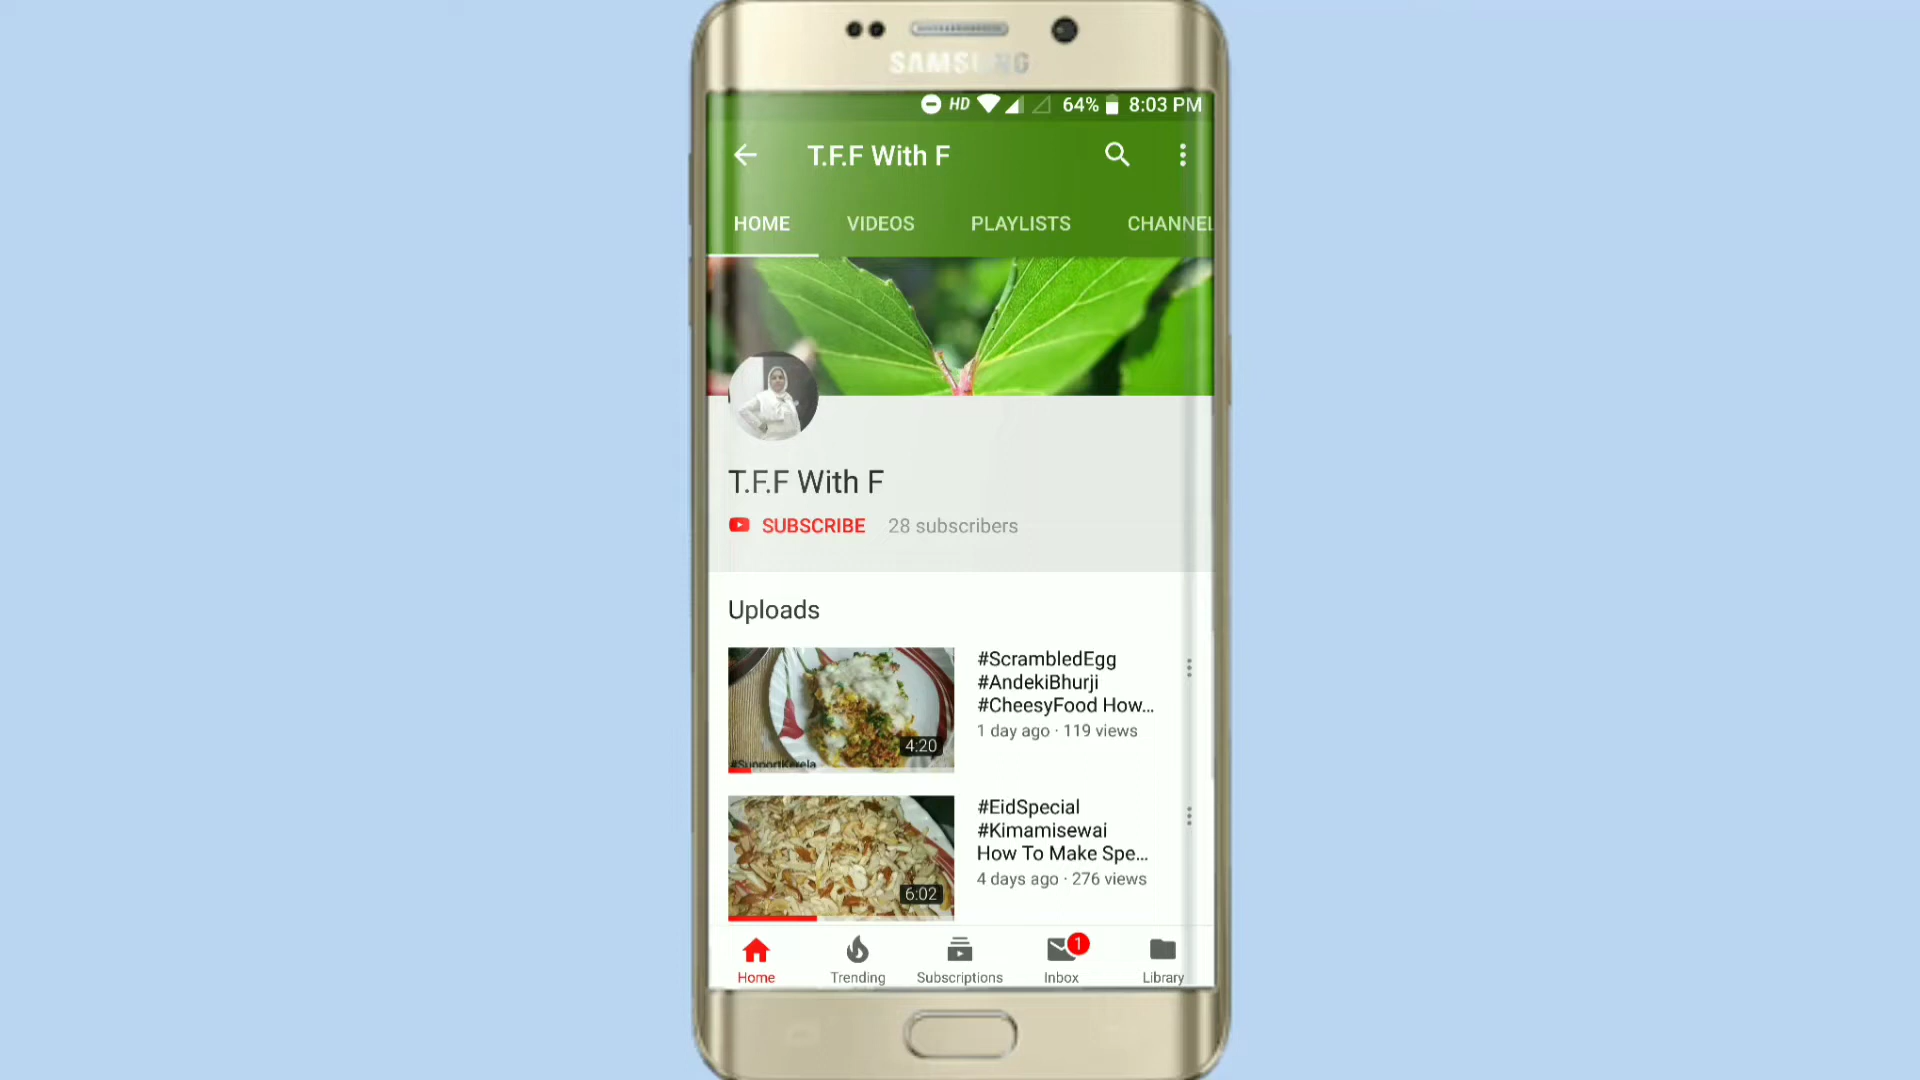 SAMSUNG
HD 64% 8:03 PM
T.F.F With F
HOME VIDEOS PLAYLISTS CHANNEL
T.F.F With F
SUBSCRIBE 28 subscribers
Uploads
#ScrambledEgg
#AndekiBhurji
#CheesyFood How...
1 day ago · 119 views
4:20
#SupportKerela
#EidSpecial
#Kimamisewai
How To Make Spe...
4 days ago · 276 views
6:02
1
Home Trending Subscriptions Inbox Library